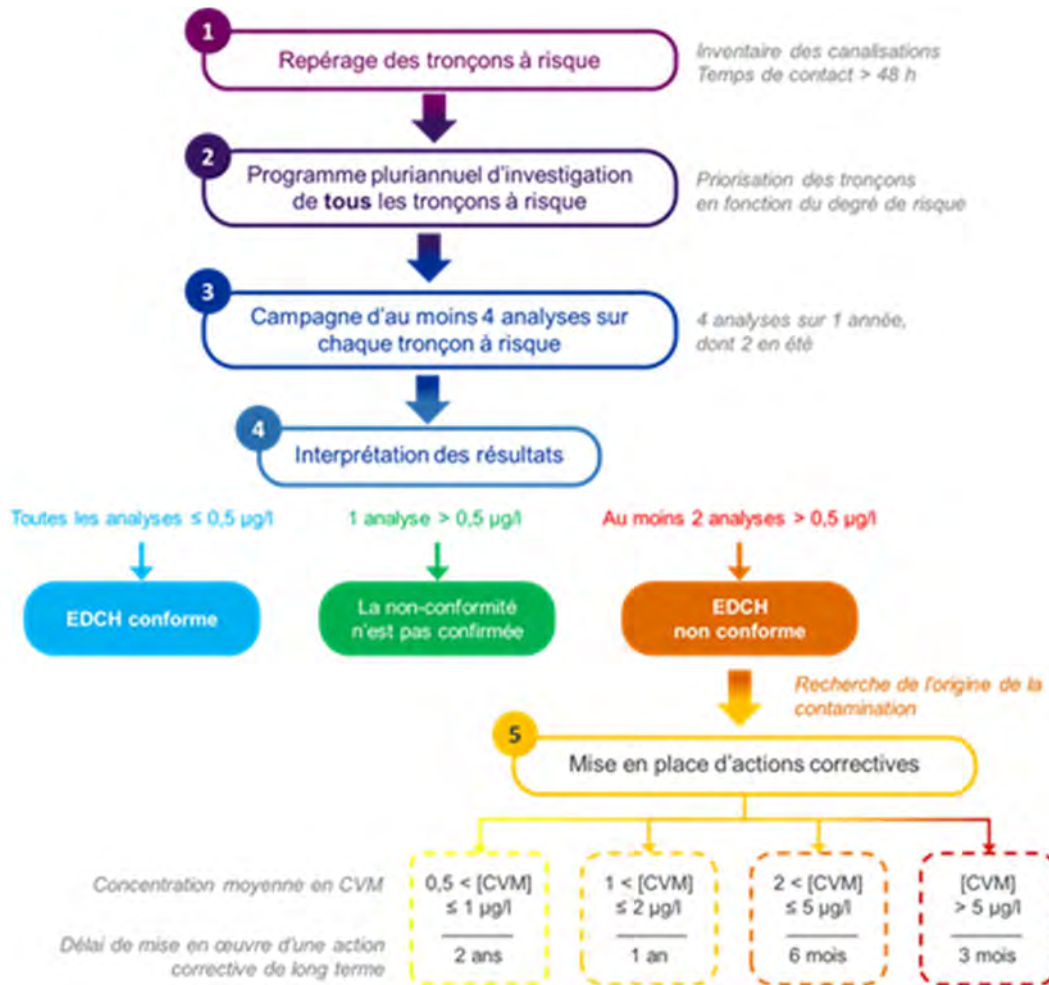 1
Repérage des tronçons à risque
Inventaire des canalisations
Temps de contact > 48 h
2
Programme pluriannuel d'investigation
de tous les tronçons à risque
Priorisation des tronçons
en fonction du degré de risque
3
Campagne d'au moins 4 analyses sur
chaque tronçon à risque
4 analyses sur 1 année,
dont 2 en été
4
Interprétation des résultats
Toutes les analyses ≤ 0,5 µg/l
1 analyse > 0,5 µg/l
Au moins 2 analyses > 0,5 µg/l
EDCH conforme
La non-conformité
n'est pas confirmée
EDCH
non conforme
Recherche de l'origine de la
contamination
5
Mise en place d'actions correctives
Concentration moyenne en CVM
0,5 < [CVM]
≤ 1 µg/l
1 < [CVM]
≤ 2 µg/l
2 < [CVM]
≤ 5 µg/l
[CVM]
> 5 µg/l
Délai de mise en œuvre d'une action
corrective de long terme
2 ans
1 an
6 mois
3 mois